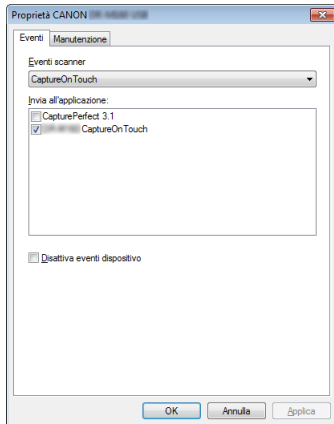 Proprietà CANON
Eventi
Manutenzione
Eventi scanner
CaptureOnTouch
Invia all'applicazione:
CapturePerfect 3.1
CaptureOnTouch
Disattiva eventi dispositivo
OK
Annulla
Applica